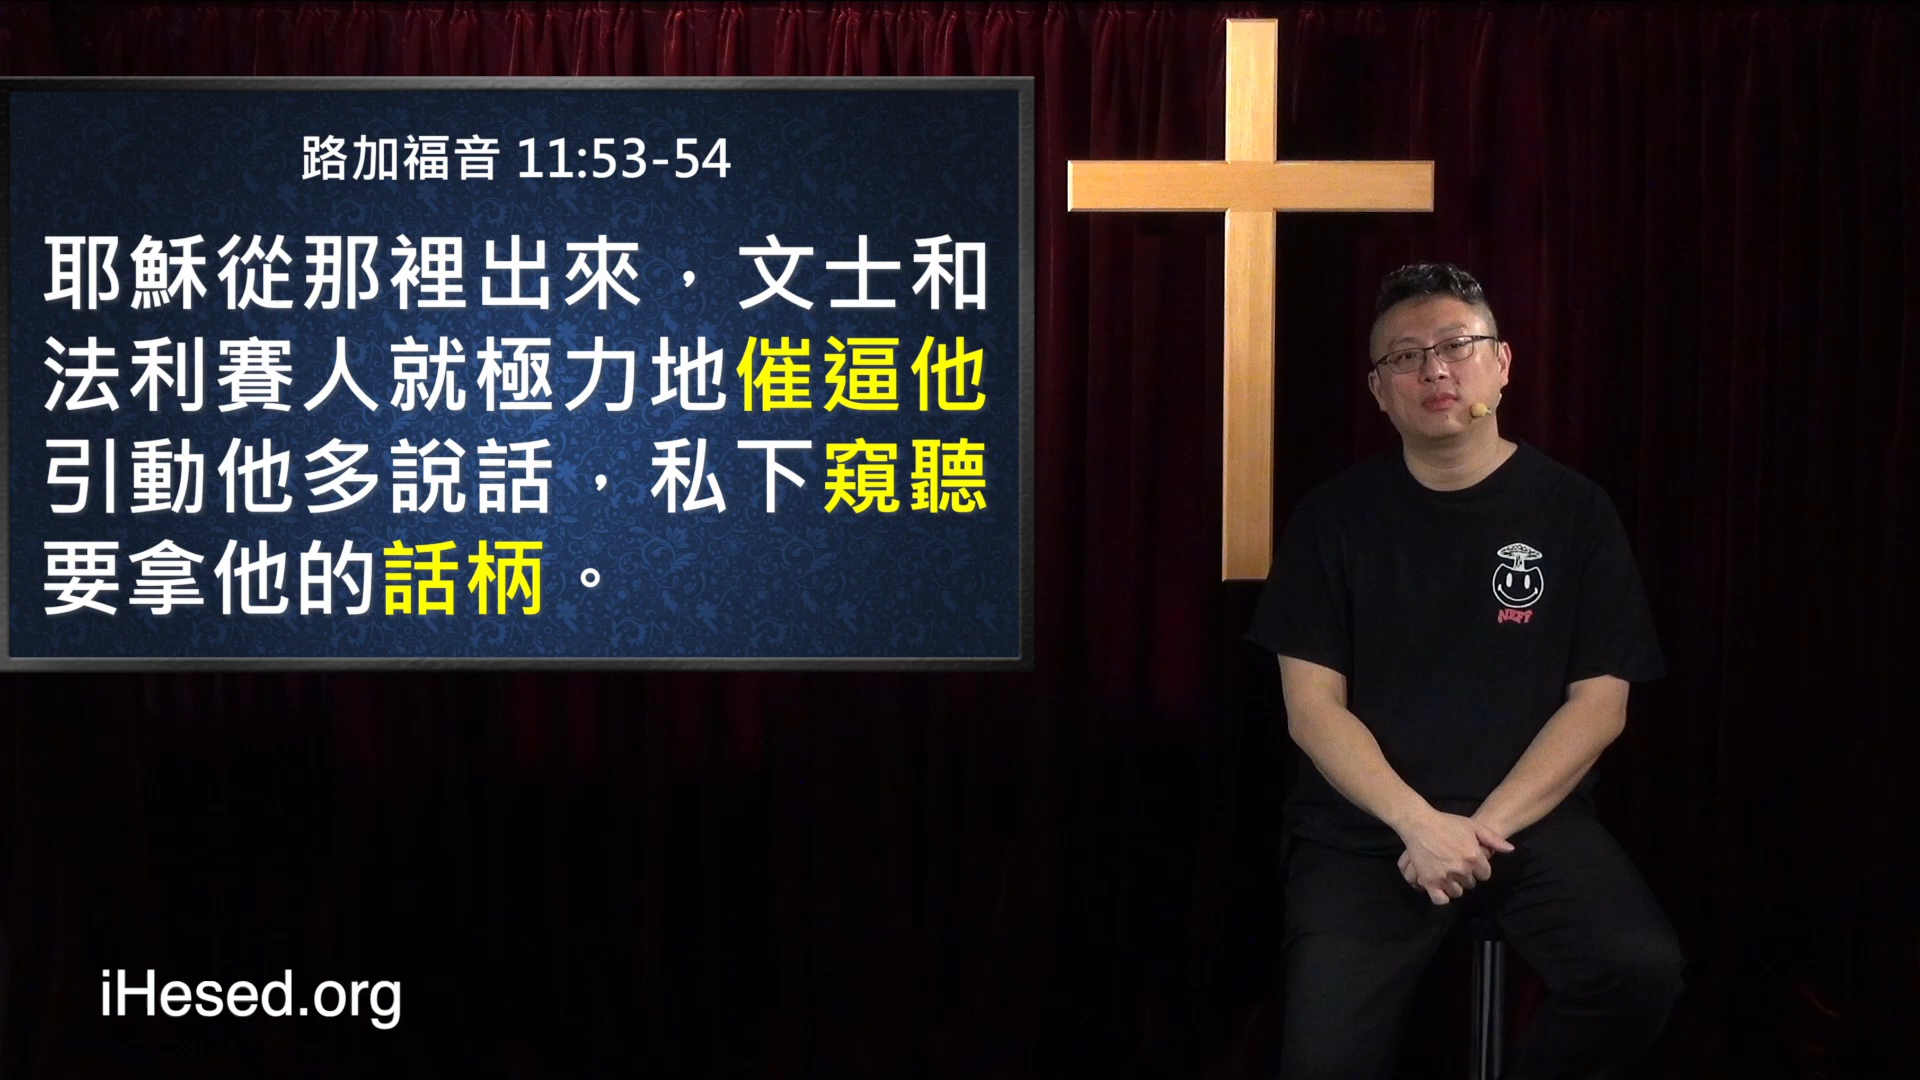 路加福音 11:53-54
耶穌從那裡出來，文士和
法利賽人就極力地催逼他
引動他多說話，私下窺聽
要拿他的話柄。
NEFF
iHesed.org